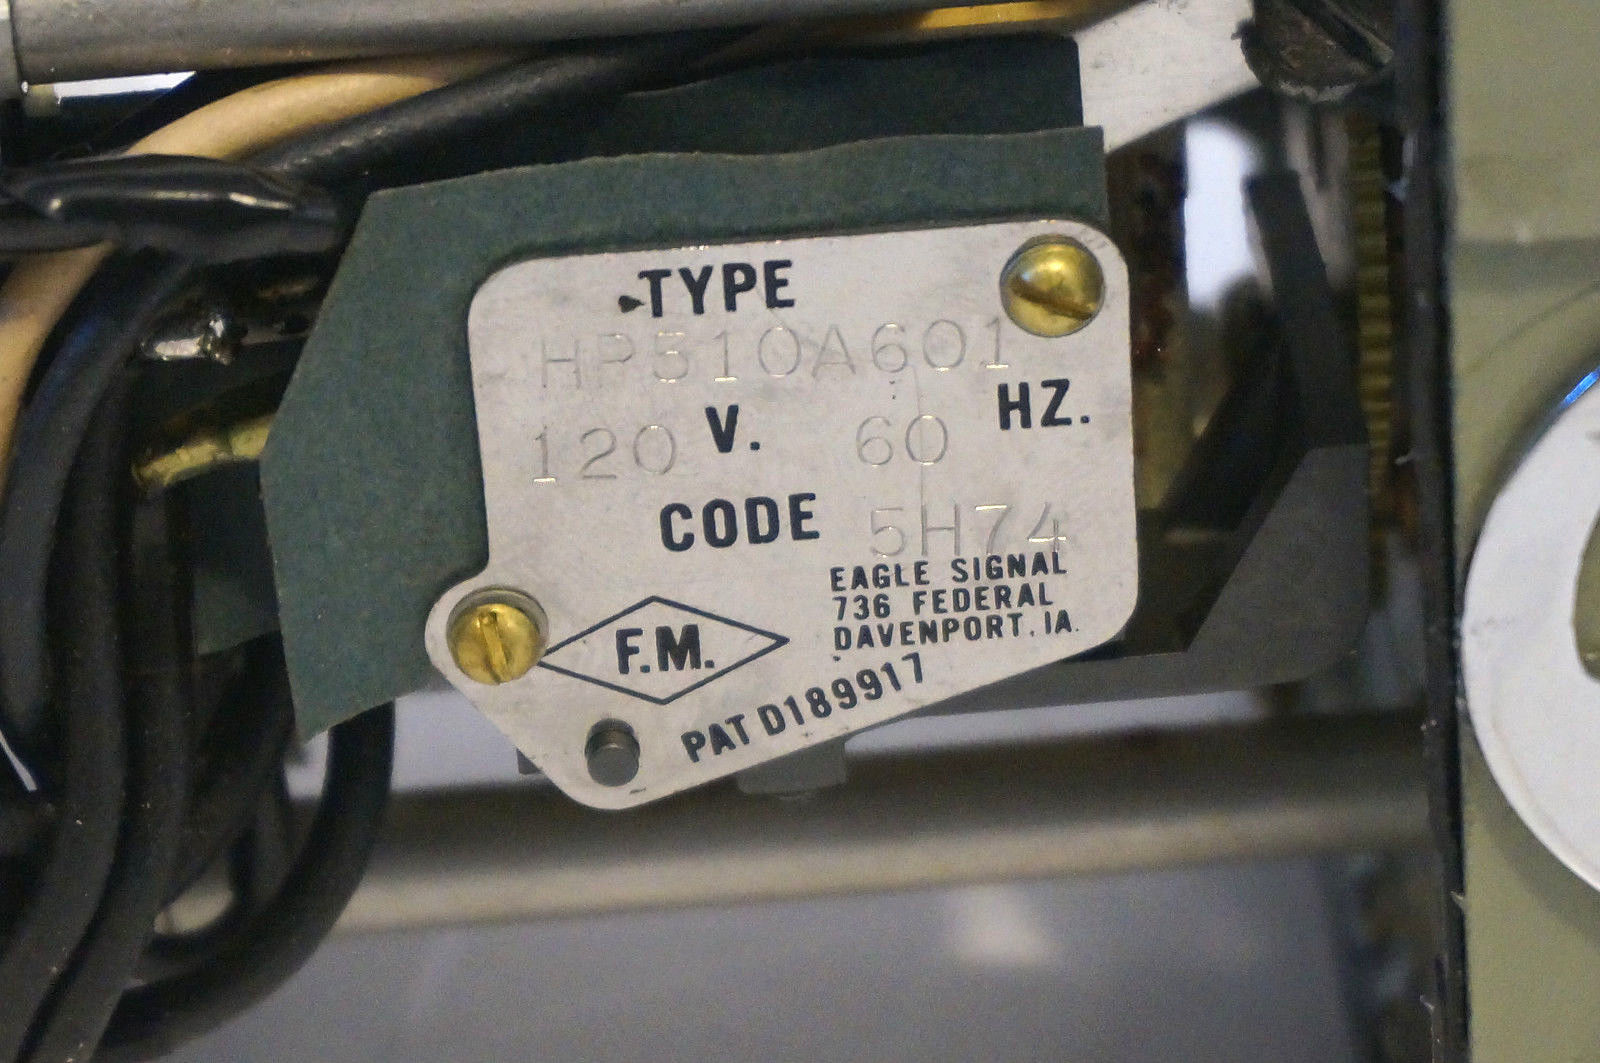 TYPE
HP510A601
120 V. 60 HZ.
CODE 5H74
EAGLE SIGNAL
736 FEDERAL
DAVENPORT, IA.
F.M.
PAT D189917